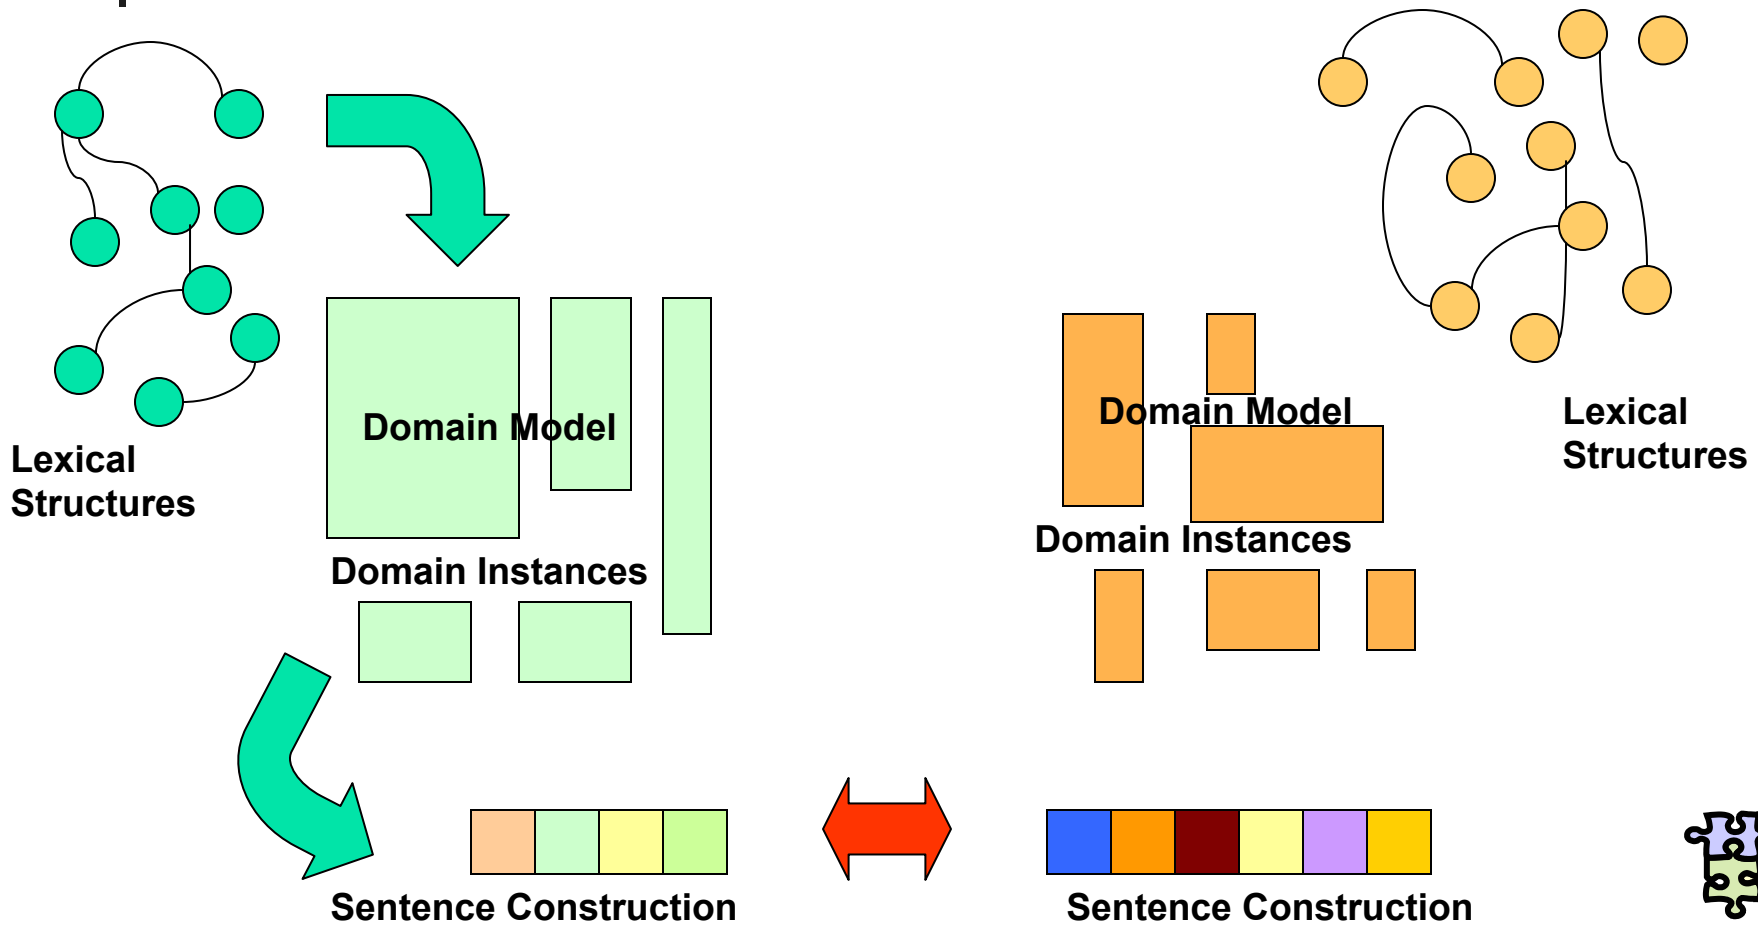 Lexical
Structures
Domain Model
Domain Instances
Sentence Construction
Domain Model
Domain Instances
Lexical
Structures
Sentence Construction